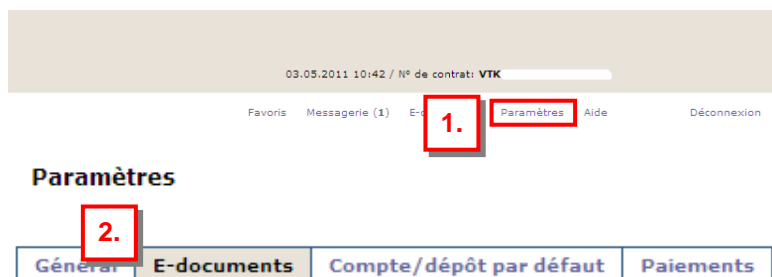 03.05.2011 10:42 / N° de contrat: VTK
Favoris Messagerie (1) 1. Paramètres Aide Déconnexion
Paramètres
2.
Général E-documents Compte/dépôt par défaut Paiements